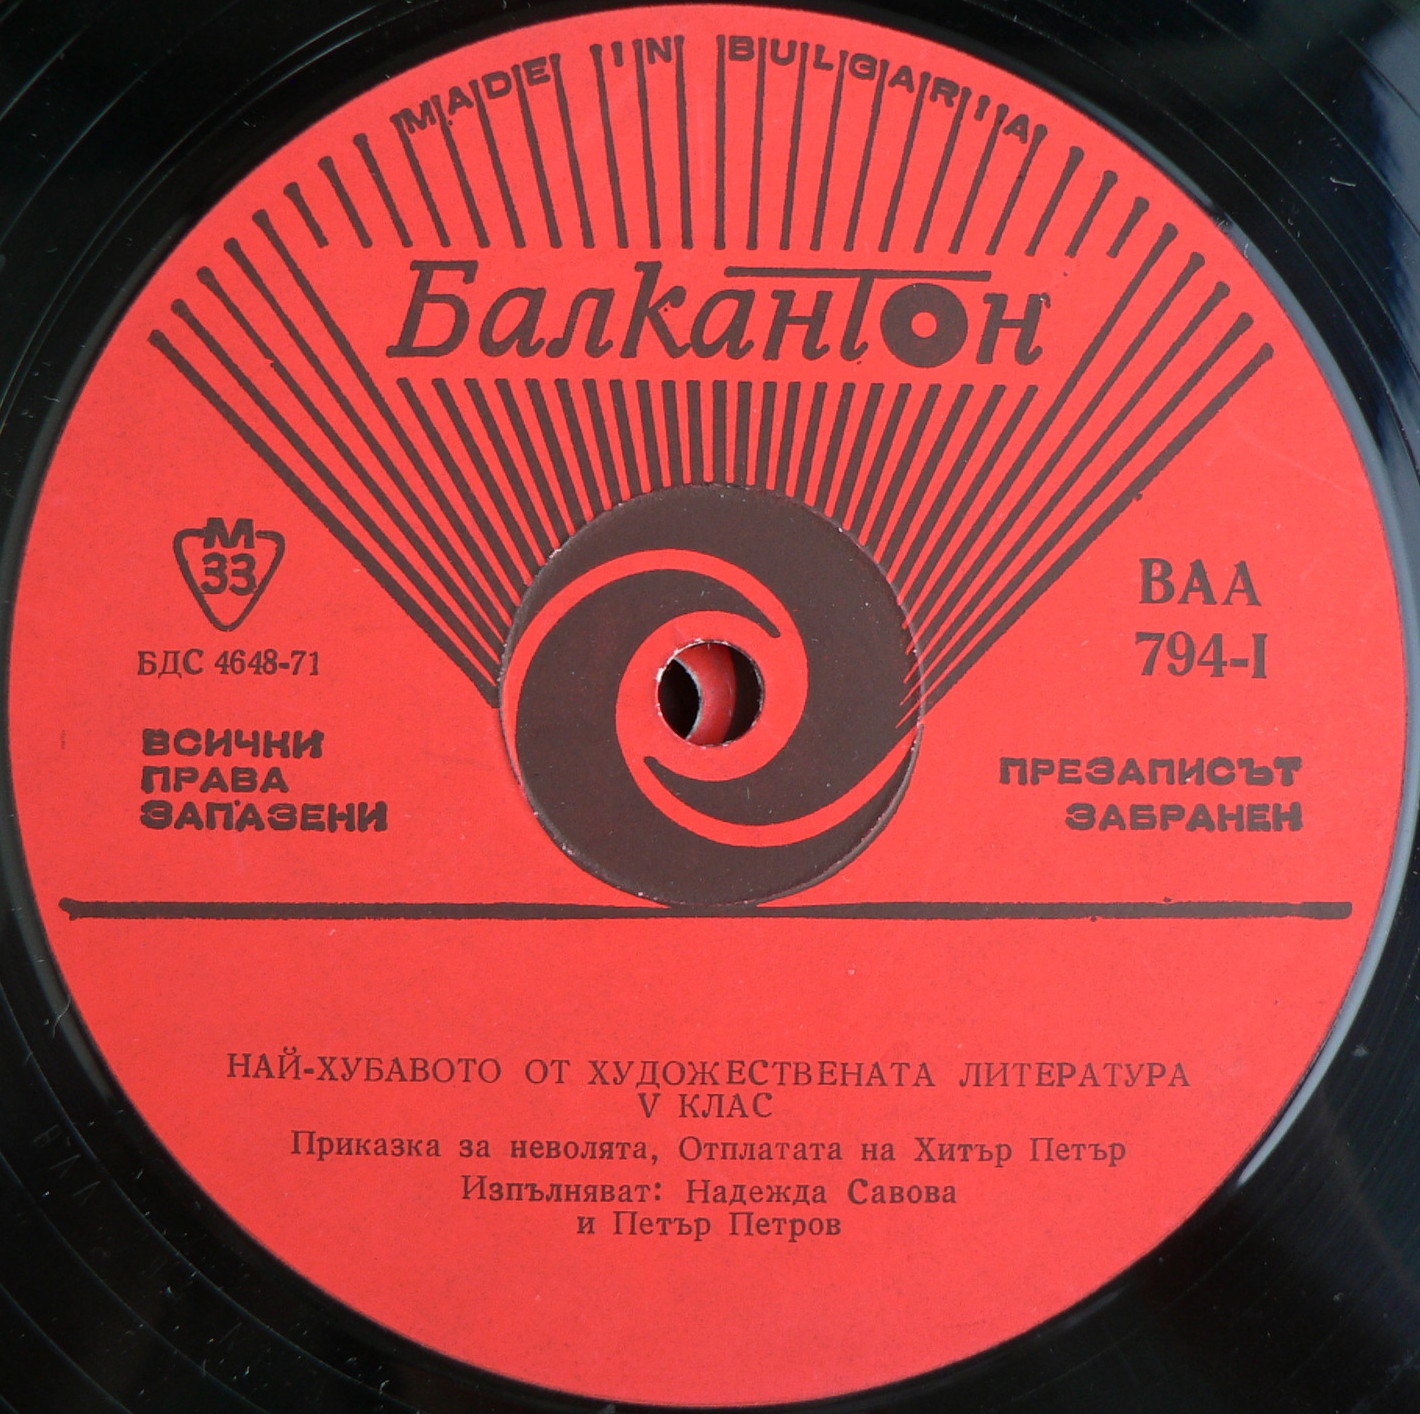 MADE IN BULGARIA
Балкантон
М
33
БДС 4648-71
ВСИЧКИ
ПРАВА
ЗАПАЗЕНИ
ВАА
794-I
ПРЕЗАПИСЪТ
ЗАБРАНЕН
НАЙ-ХУБАВОТО ОТ ХУДОЖЕСТВЕНАТА ЛИТЕРАТУРА
V КЛАС
Приказка за неволята, Отплатата на Хитър Петър
Изпълняват: Надежда Савова
и Петър Петров